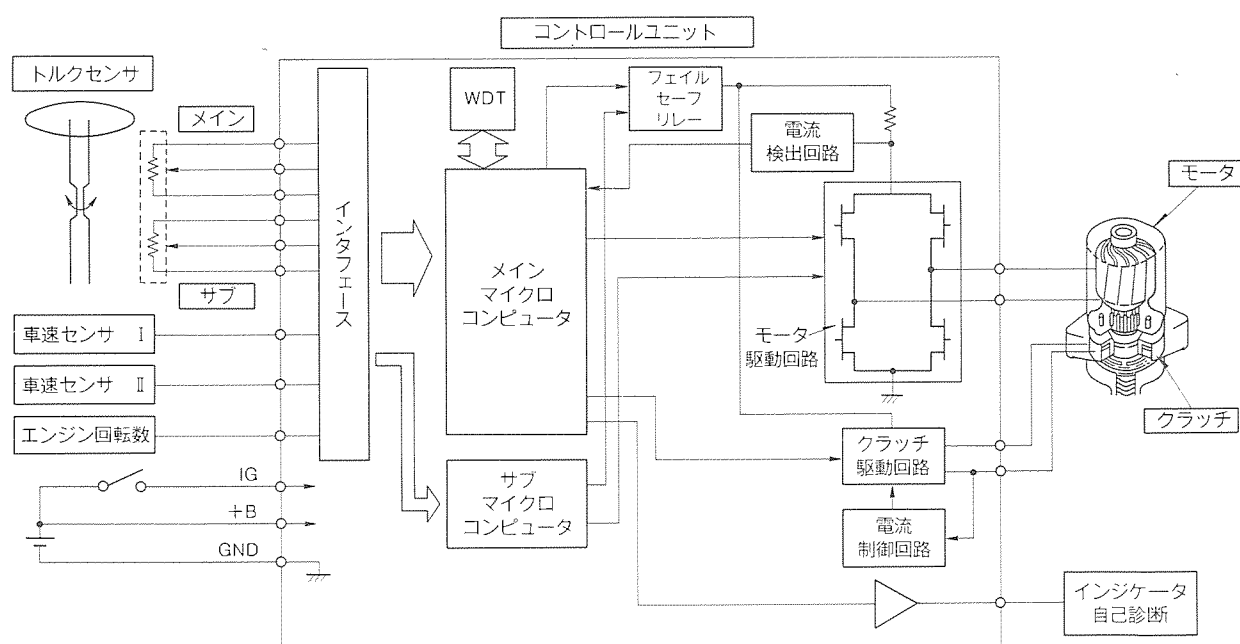 コントロールユニット
トルクセンサ
メイン
サブ
車速センサ Ⅰ
車速センサ Ⅱ
エンジン回転数
IG
+B
GND
インタフェース
WDT
メイン
マイクロ
コンピュータ
サブ
マイクロ
コンピュータ
フェイル
セーフ
リレー
電流
検出回路
モータ
駆動回路
クラッチ
駆動回路
電流
制御回路
モータ
クラッチ
インジケータ
自己診断